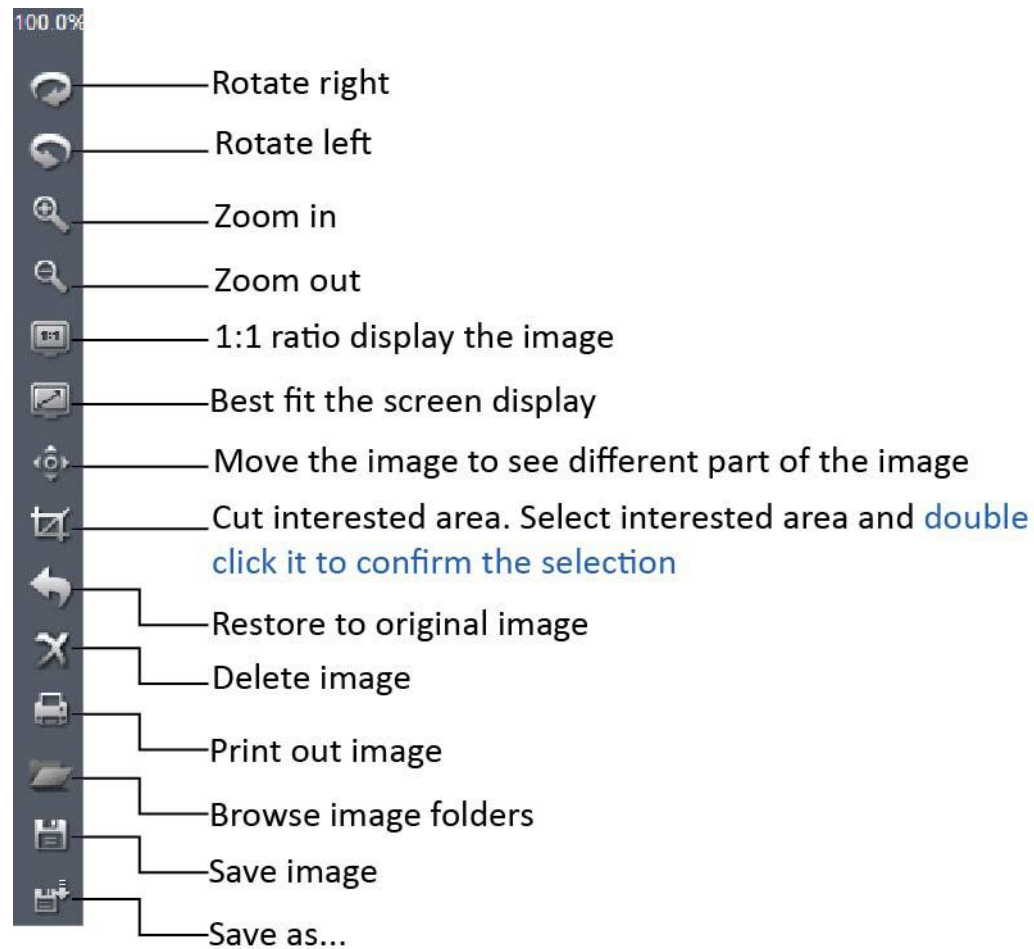 100.0%
Rotate right
Rotate left
Zoom in
Zoom out
1:1
1:1 ratio display the image
Best fit the screen display
Move the image to see different part of the image
Cut interested area. Select interested area and double
click it to confirm the selection
Restore to original image
Delete image
Print out image
Browse image folders
Save image
Save as...